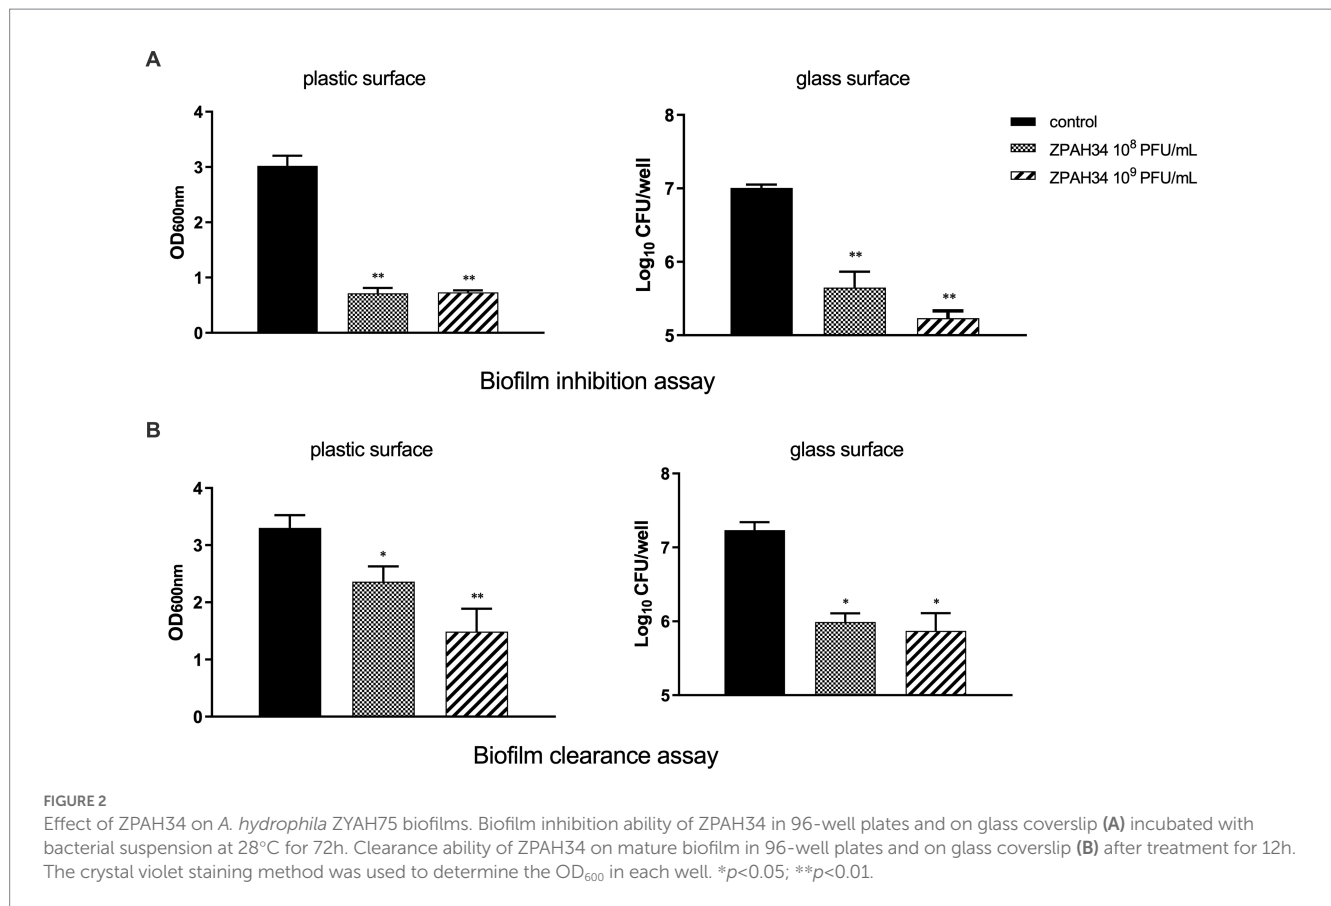 A
plastic surface
glass surface
4
3
2
1
0
OD600nm
**
**
8
7
6
5
Log10 CFU/well
**
**
control
ZPAH34 10^8 PFU/mL
ZPAH34 10^9 PFU/mL
Biofilm inhibition assay
B
plastic surface
glass surface
4
3
2
1
0
OD600nm
*
**
8
7
6
5
Log10 CFU/well
*
*
Biofilm clearance assay
FIGURE 2
Effect of ZPAH34 on A. hydrophila ZYAH75 biofilms. Biofilm inhibition ability of ZPAH34 in 96-well plates and on glass coverslip (A) incubated with
bacterial suspension at 28°C for 72h. Clearance ability of ZPAH34 on mature biofilm in 96-well plates and on glass coverslip (B) after treatment for 12h.
The crystal violet staining method was used to determine the OD600 in each well. *p<0.05; **p<0.01.